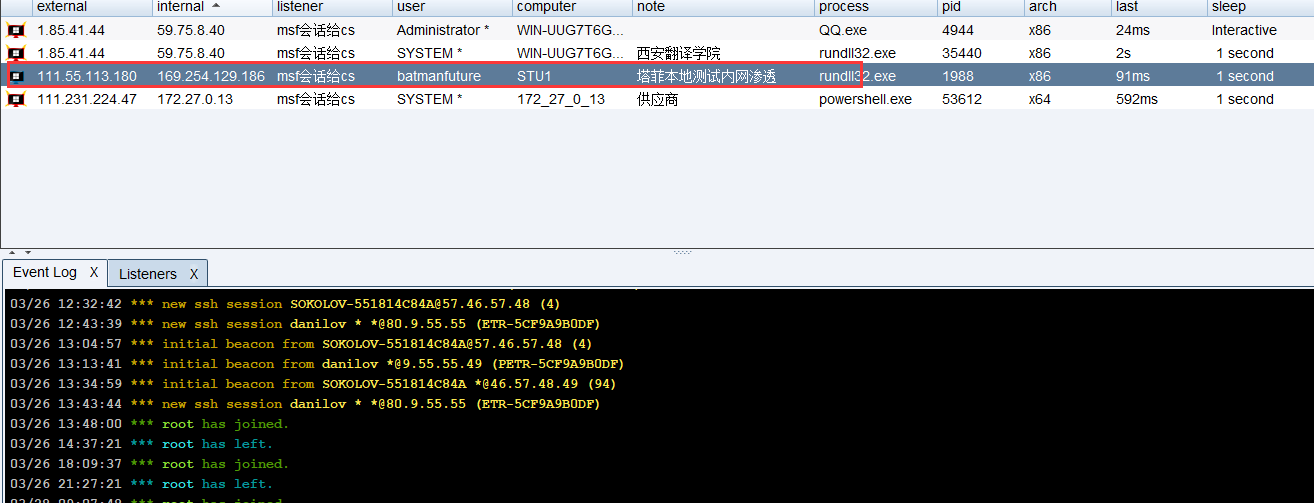 external internal listener user computer note process pid arch last sleep
1.85.41.44 59.75.8.40 msf会话给cs Administrator * WIN-UUG7T6G... QQ.exe 4944 x86 24ms Interactive
1.85.41.44 59.75.8.40 msf会话给cs SYSTEM * WIN-UUG7T6G... 西安翻译学院 rundll32.exe 35440 x86 2s 1 second
111.55.113.180 169.254.129.186 msf会话给cs batmanfuture STU1 塔菲本地测试内网渗透 rundll32.exe 1988 x86 91ms 1 second
111.231.224.47 172.27.0.13 msf会话给cs SYSTEM * 172_27_0_13 供应商 powershell.exe 53612 x64 592ms 1 second
Event Log X Listeners X
03/26 12:32:42 *** new ssh session SOKOLOV-551814C84A@57.46.57.48 (4)
03/26 12:43:39 *** new ssh session danilov * *@80.9.55.55 (ETR-5CF9A9B0DF)
03/26 13:04:57 *** initial beacon from SOKOLOV-551814C84A@57.46.57.48 (4)
03/26 13:13:41 *** initial beacon from danilov *@9.55.55.49 (PETR-5CF9A9B0DF)
03/26 13:34:59 *** initial beacon from SOKOLOV-551814C84A *@46.57.48.49 (94)
03/26 13:43:44 *** new ssh session danilov * *@80.9.55.55 (ETR-5CF9A9B0DF)
03/26 13:48:00 *** root has joined.
03/26 14:37:21 *** root has left.
03/26 18:09:37 *** root has joined.
03/26 21:27:21 *** root has left.